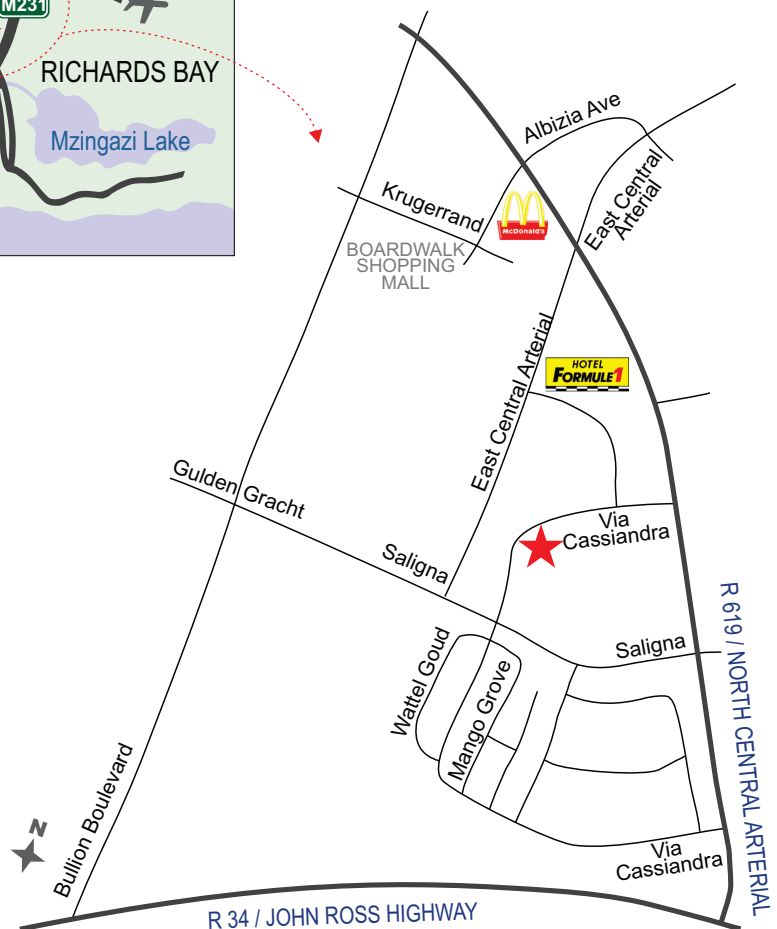 M231
RICHARDS BAY
Mzingazi Lake
Albizia Ave
East Central
Arterial
Krugerrand
McDonald's
BOARDWALK
SHOPPING
MALL
East Central Arterial
HOTEL
FORMULE1
Gulden Gracht
Saligna
Via
Cassiandra
R 619 / NORTH CENTRAL ARTERIAL
Saligna
Wattel Goud
Mango Grove
Bullion Boulevard
N
Via
Cassiandra
R 34 / JOHN ROSS HIGHWAY